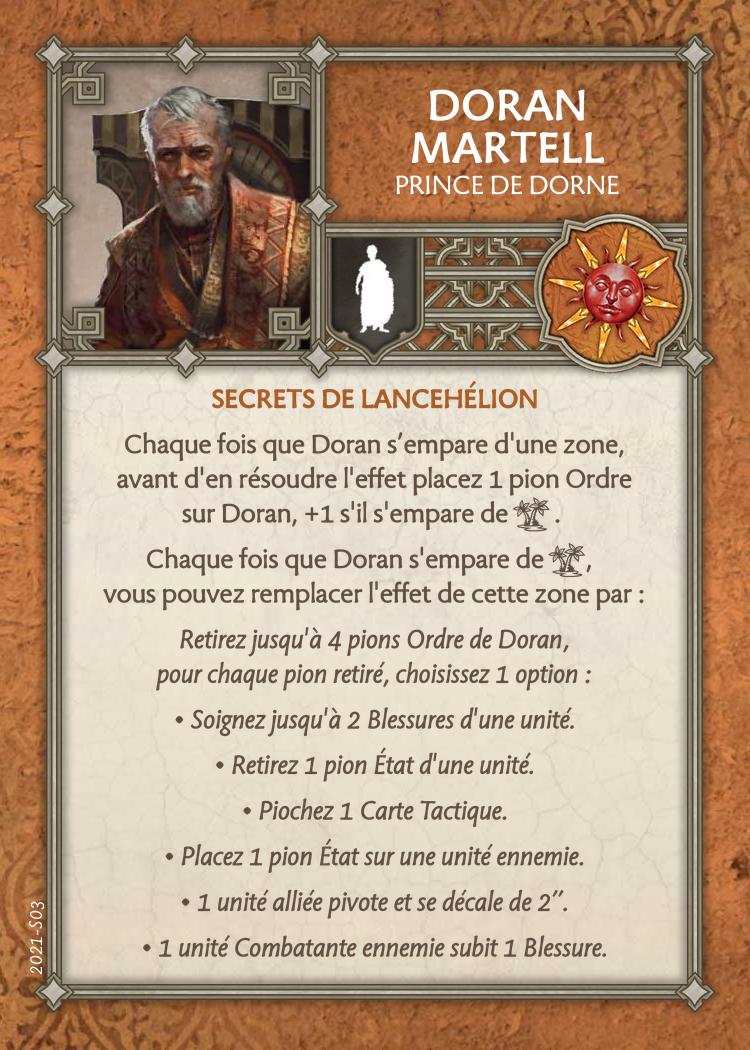 DORAN
MARTELL
PRINCE DE DORNE
SECRETS DE LANCEHÉLION
Chaque fois que Doran s’empare d'une zone,
avant d'en résoudre l'effet placez 1 pion Ordre
sur Doran, +1 s'il s'empare de .
Chaque fois que Doran s'empare de ,
vous pouvez remplacer l'effet de cette zone par :
Retirez jusqu'à 4 pions Ordre de Doran,
pour chaque pion retiré, choisissez 1 option :
• Soignez jusqu'à 2 Blessures d'une unité.
• Retirez 1 pion État d'une unité.
• Piochez 1 Carte Tactique.
• Placez 1 pion État sur une unité ennemie.
• 1 unité alliée pivote et se décale de 2”.
• 1 unité Combatante ennemie subit 1 Blessure.
2021-S03